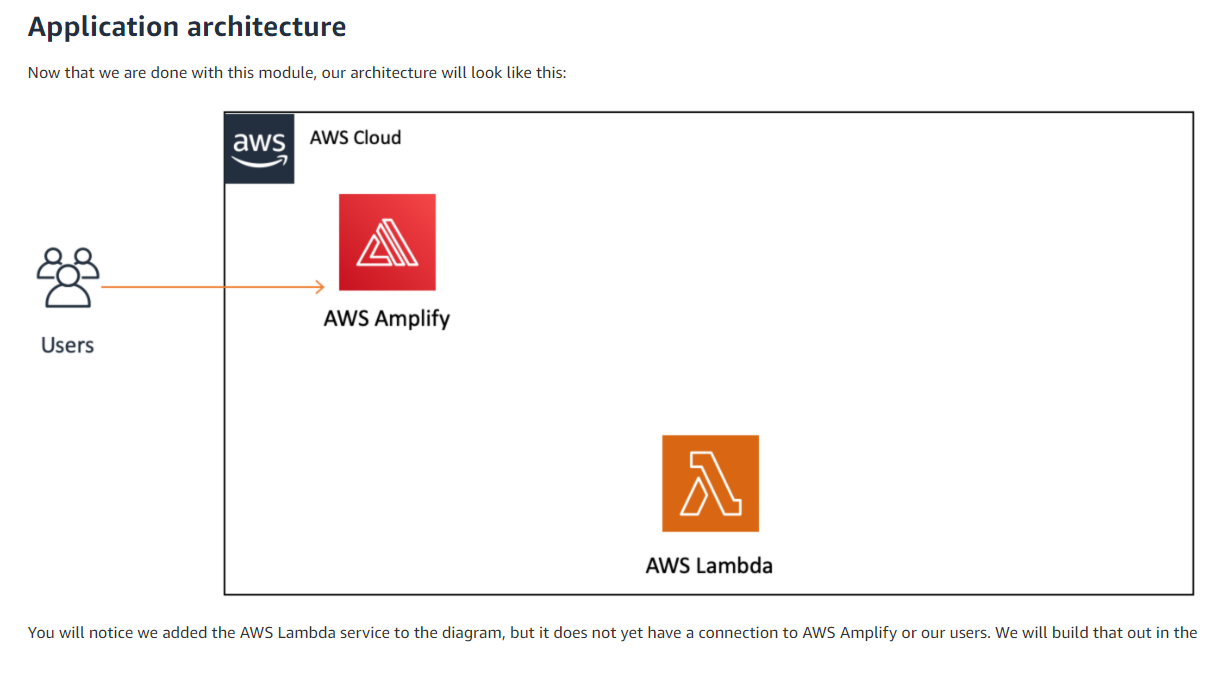 Application architecture
Now that we are done with this module, our architecture will look like this:
aws
AWS Cloud
AWS Amplify
Users
AWS Lambda
You will notice we added the AWS Lambda service to the diagram, but it does not yet have a connection to AWS Amplify or our users. We will build that out in the